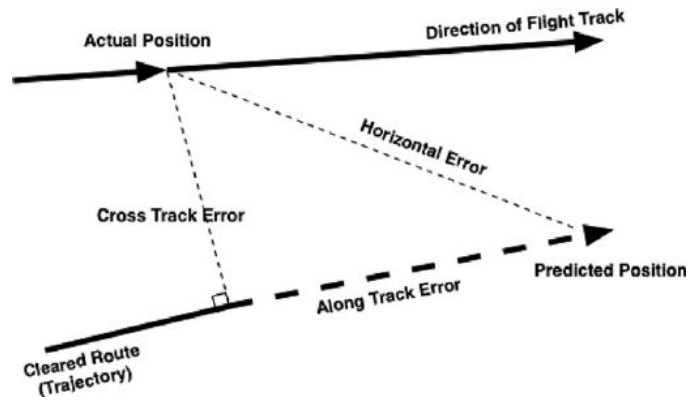 Direction of Flight Track
Actual Position
Horizontal Error
Cross Track Error
Predicted Position
Along Track Error
Cleared Route
(Trajectory)